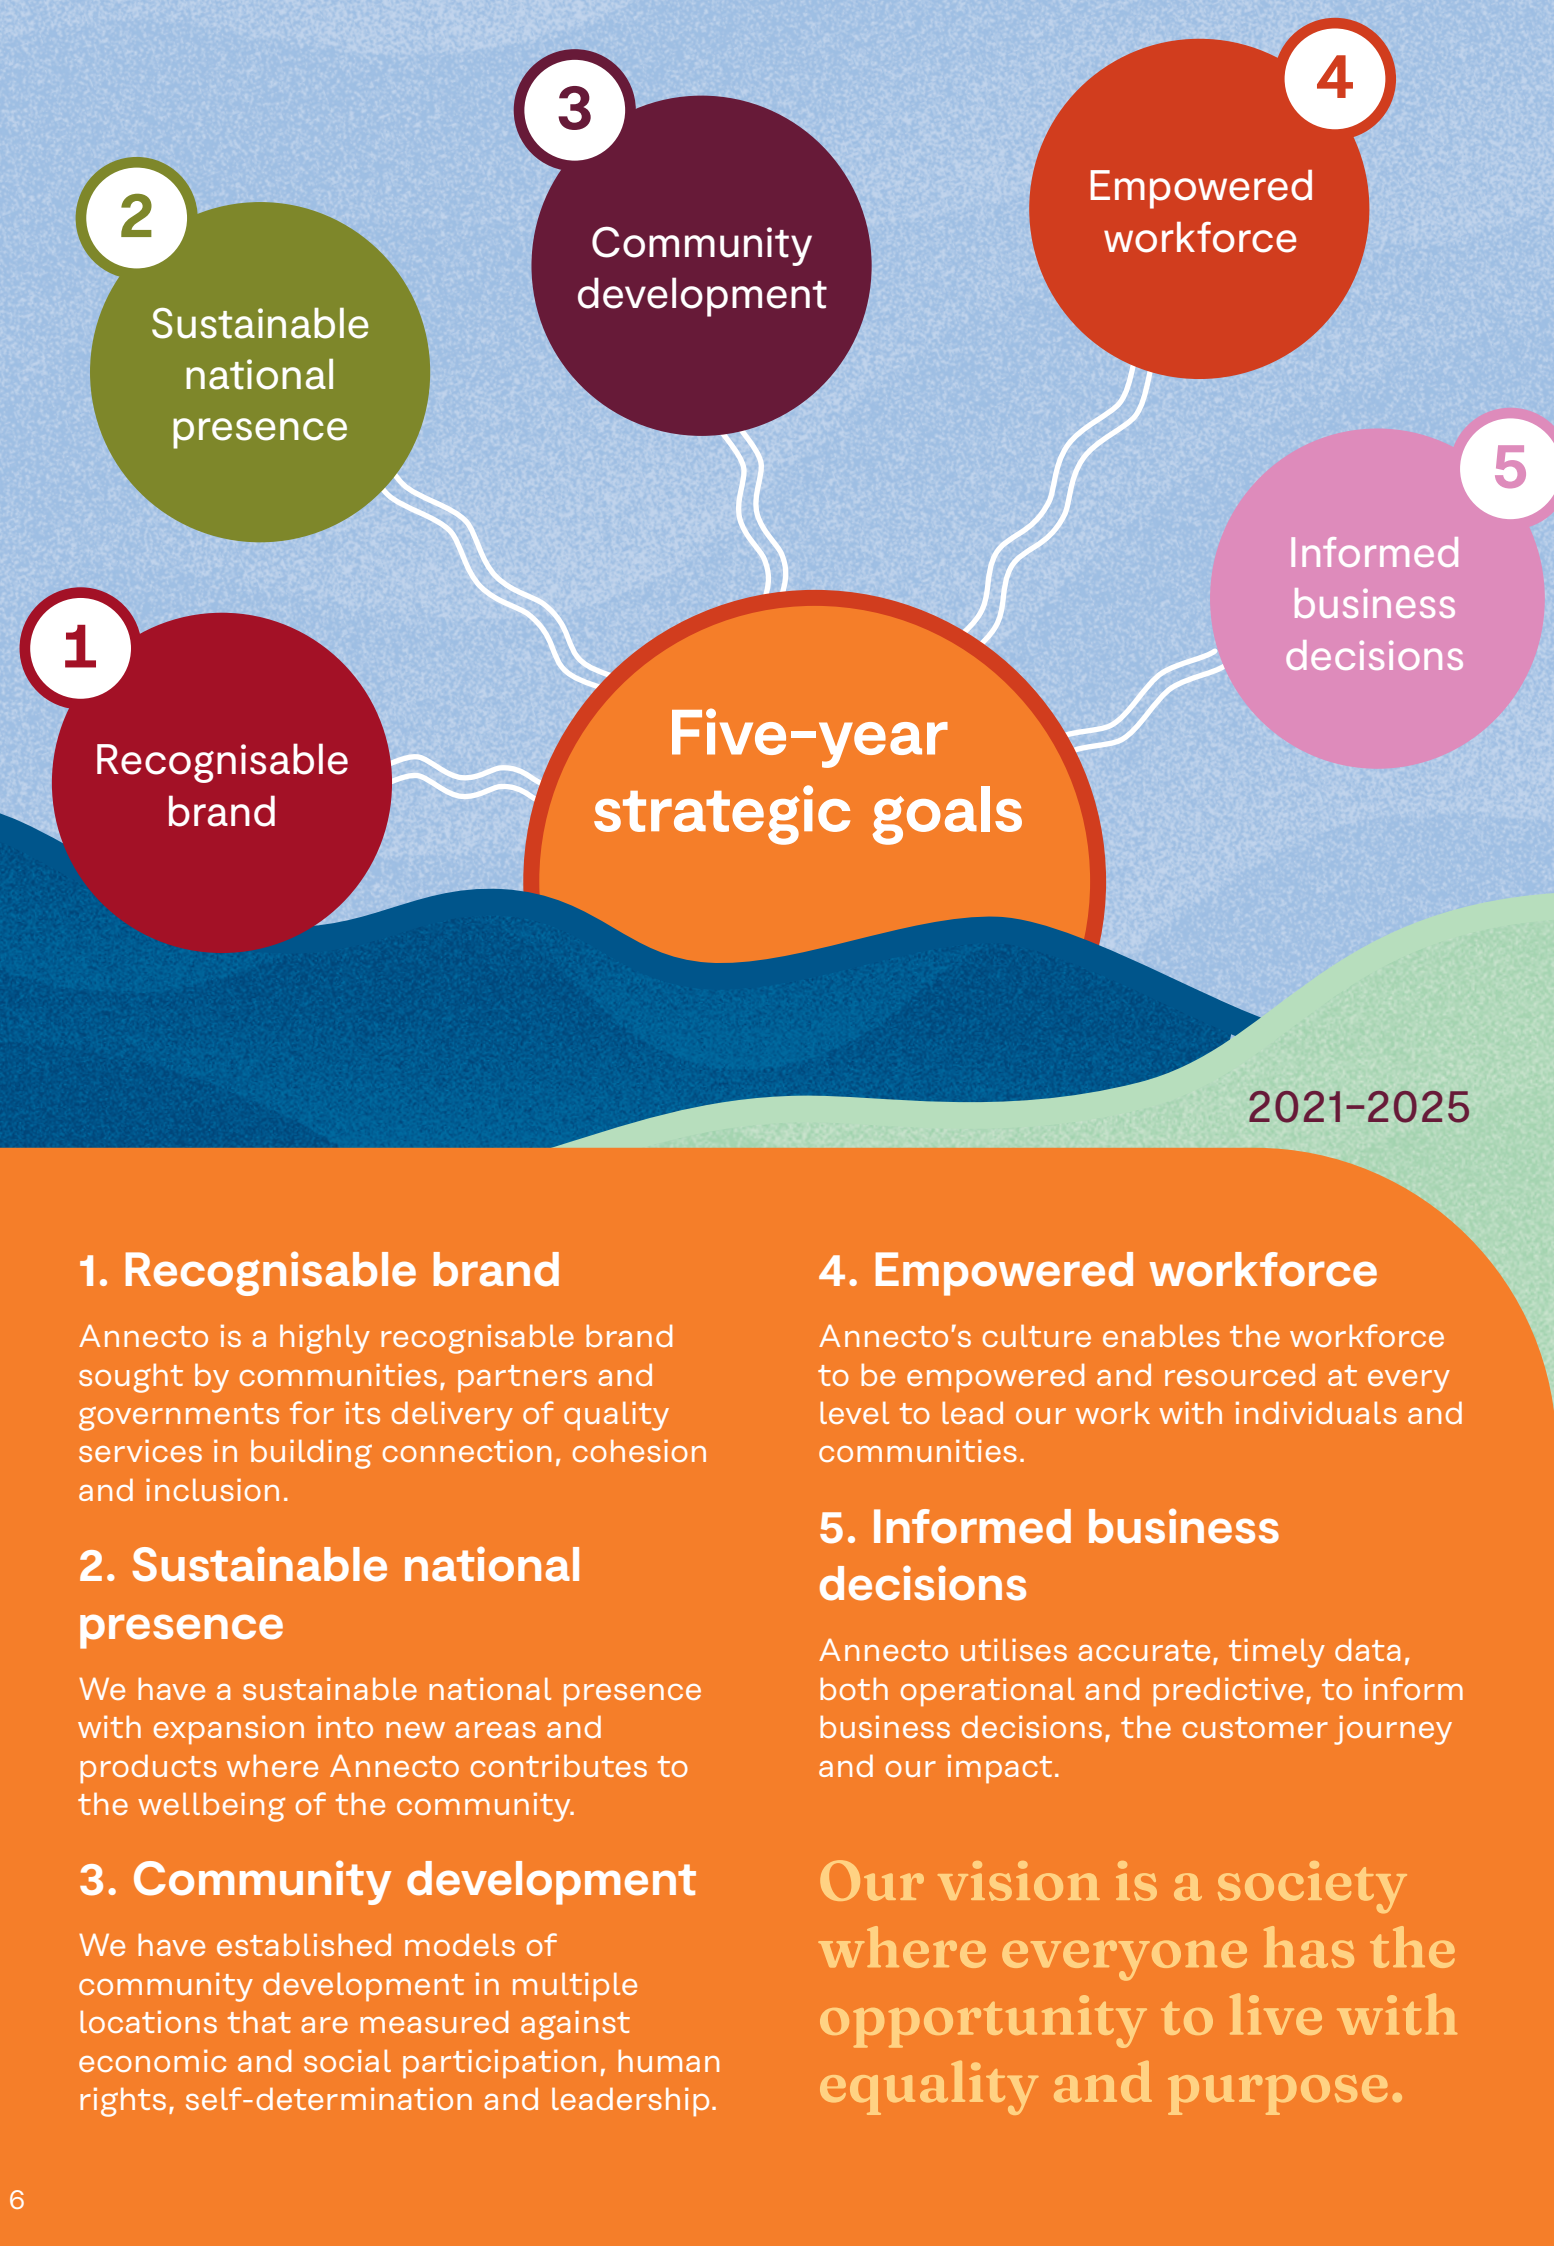 1
Recognisable
brand
2
Sustainable
national
presence
3
Community
development
4
Empowered
workforce
5
Informed
business
decisions
Five-year
strategic goals
2021–2025
1. Recognisable brand
Annecto is a highly recognisable brand
sought by communities, partners and
governments for its delivery of quality
services in building connection, cohesion
and inclusion.
2. Sustainable national
presence
We have a sustainable national presence
with expansion into new areas and
products where Annecto contributes to
the wellbeing of the community.
3. Community development
We have established models of
community development in multiple
locations that are measured against
economic and social participation, human
rights, self-determination and leadership.
4. Empowered workforce
Annecto’s culture enables the workforce
to be empowered and resourced at every
level to lead our work with individuals and
communities.
5. Informed business
decisions
Annecto utilises accurate, timely data,
both operational and predictive, to inform
business decisions, the customer journey
and our impact.
Our vision is a society
where everyone has the
opportunity to live with
equality and purpose.
6